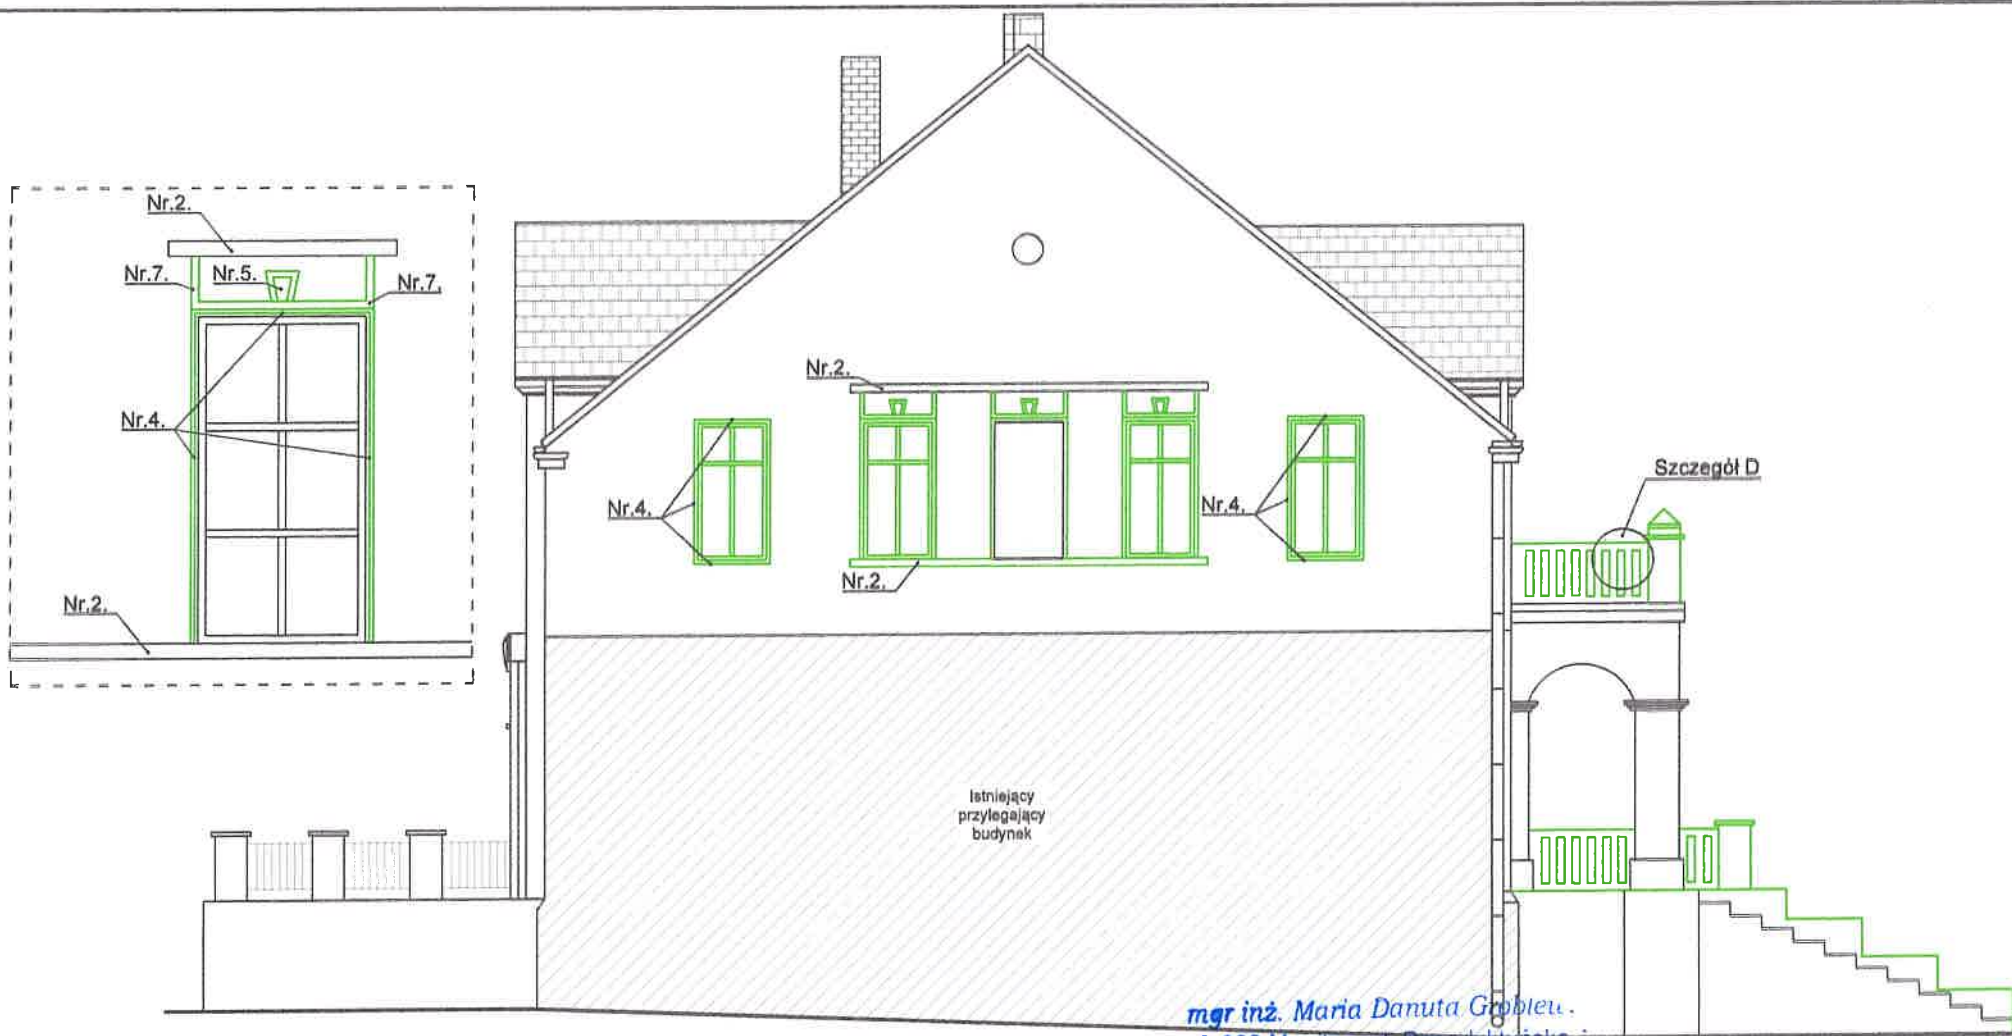 Nr.2.
Nr.7.
Nr.5.
Nr.7.
Nr.4.
Nr.2.
Nr.2.
Nr.4.
Nr.2.
Nr.4.
Szczegół D
Istniejący
przylegający
budynek
mgr inż. Maria Danuta